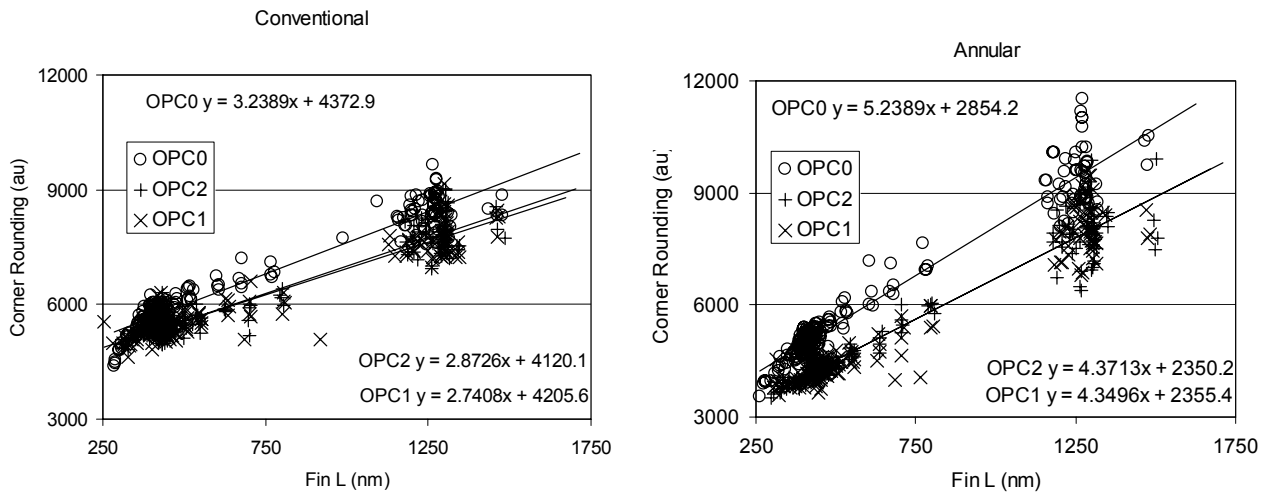 Conventional
12000
9000
6000
3000
Corner Rounding (au)
OPC0 y = 3.2389x + 4372.9
OPC0
OPC2
OPC1
OPC2 y = 2.8726x + 4120.1
OPC1 y = 2.7408x + 4205.6
250 750 1250 1750
Fin L (nm)
Annular
12000
9000
6000
3000
Corner Rounding (au)
OPC0 y = 5.2389x + 2854.2
OPC0
OPC2
OPC1
OPC2 y = 4.3713x + 2350.2
OPC1 y = 4.3496x + 2355.4
250 750 1250 1750
Fin L (nm)